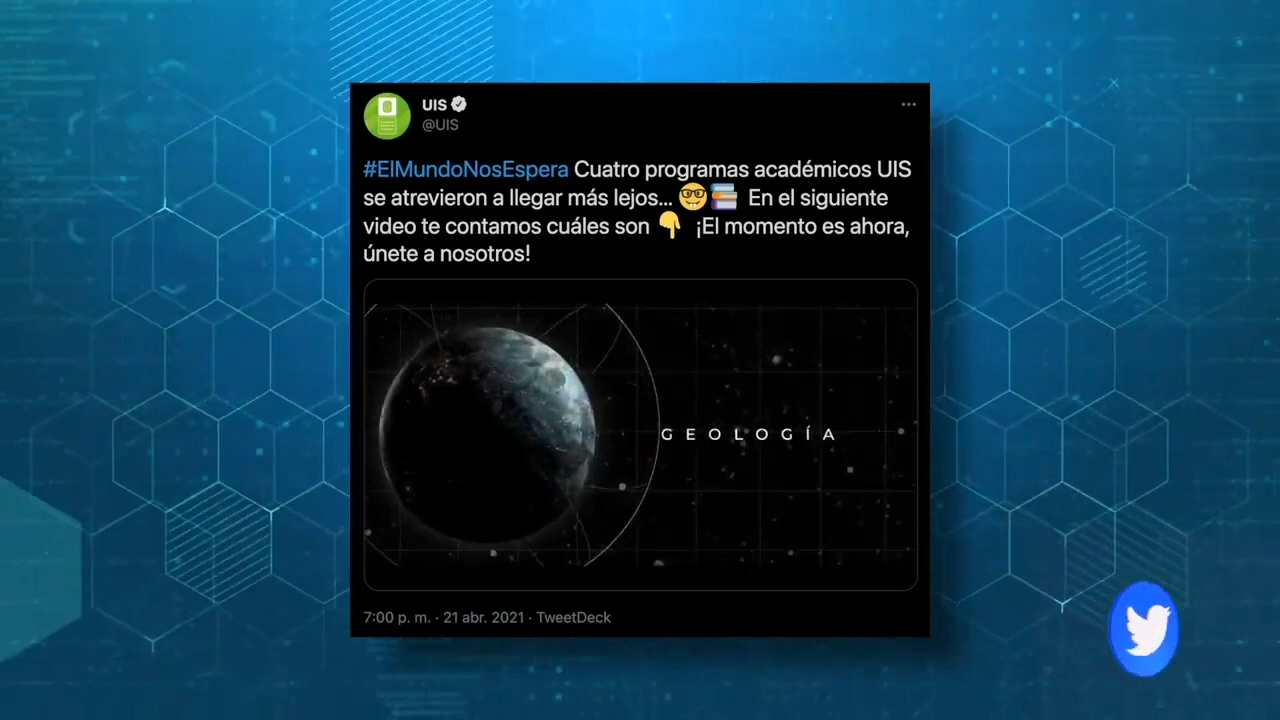 UIS
@UIS
#ElMundoNosEspera Cuatro programas académicos UIS
se atrevieron a llegar más lejos... 🤓📚 En el siguiente
video te contamos cuáles son 👇 ¡El momento es ahora,
únete a nosotros!
GEOLOGÍA
7:00 p. m. · 21 abr. 2021 · TweetDeck